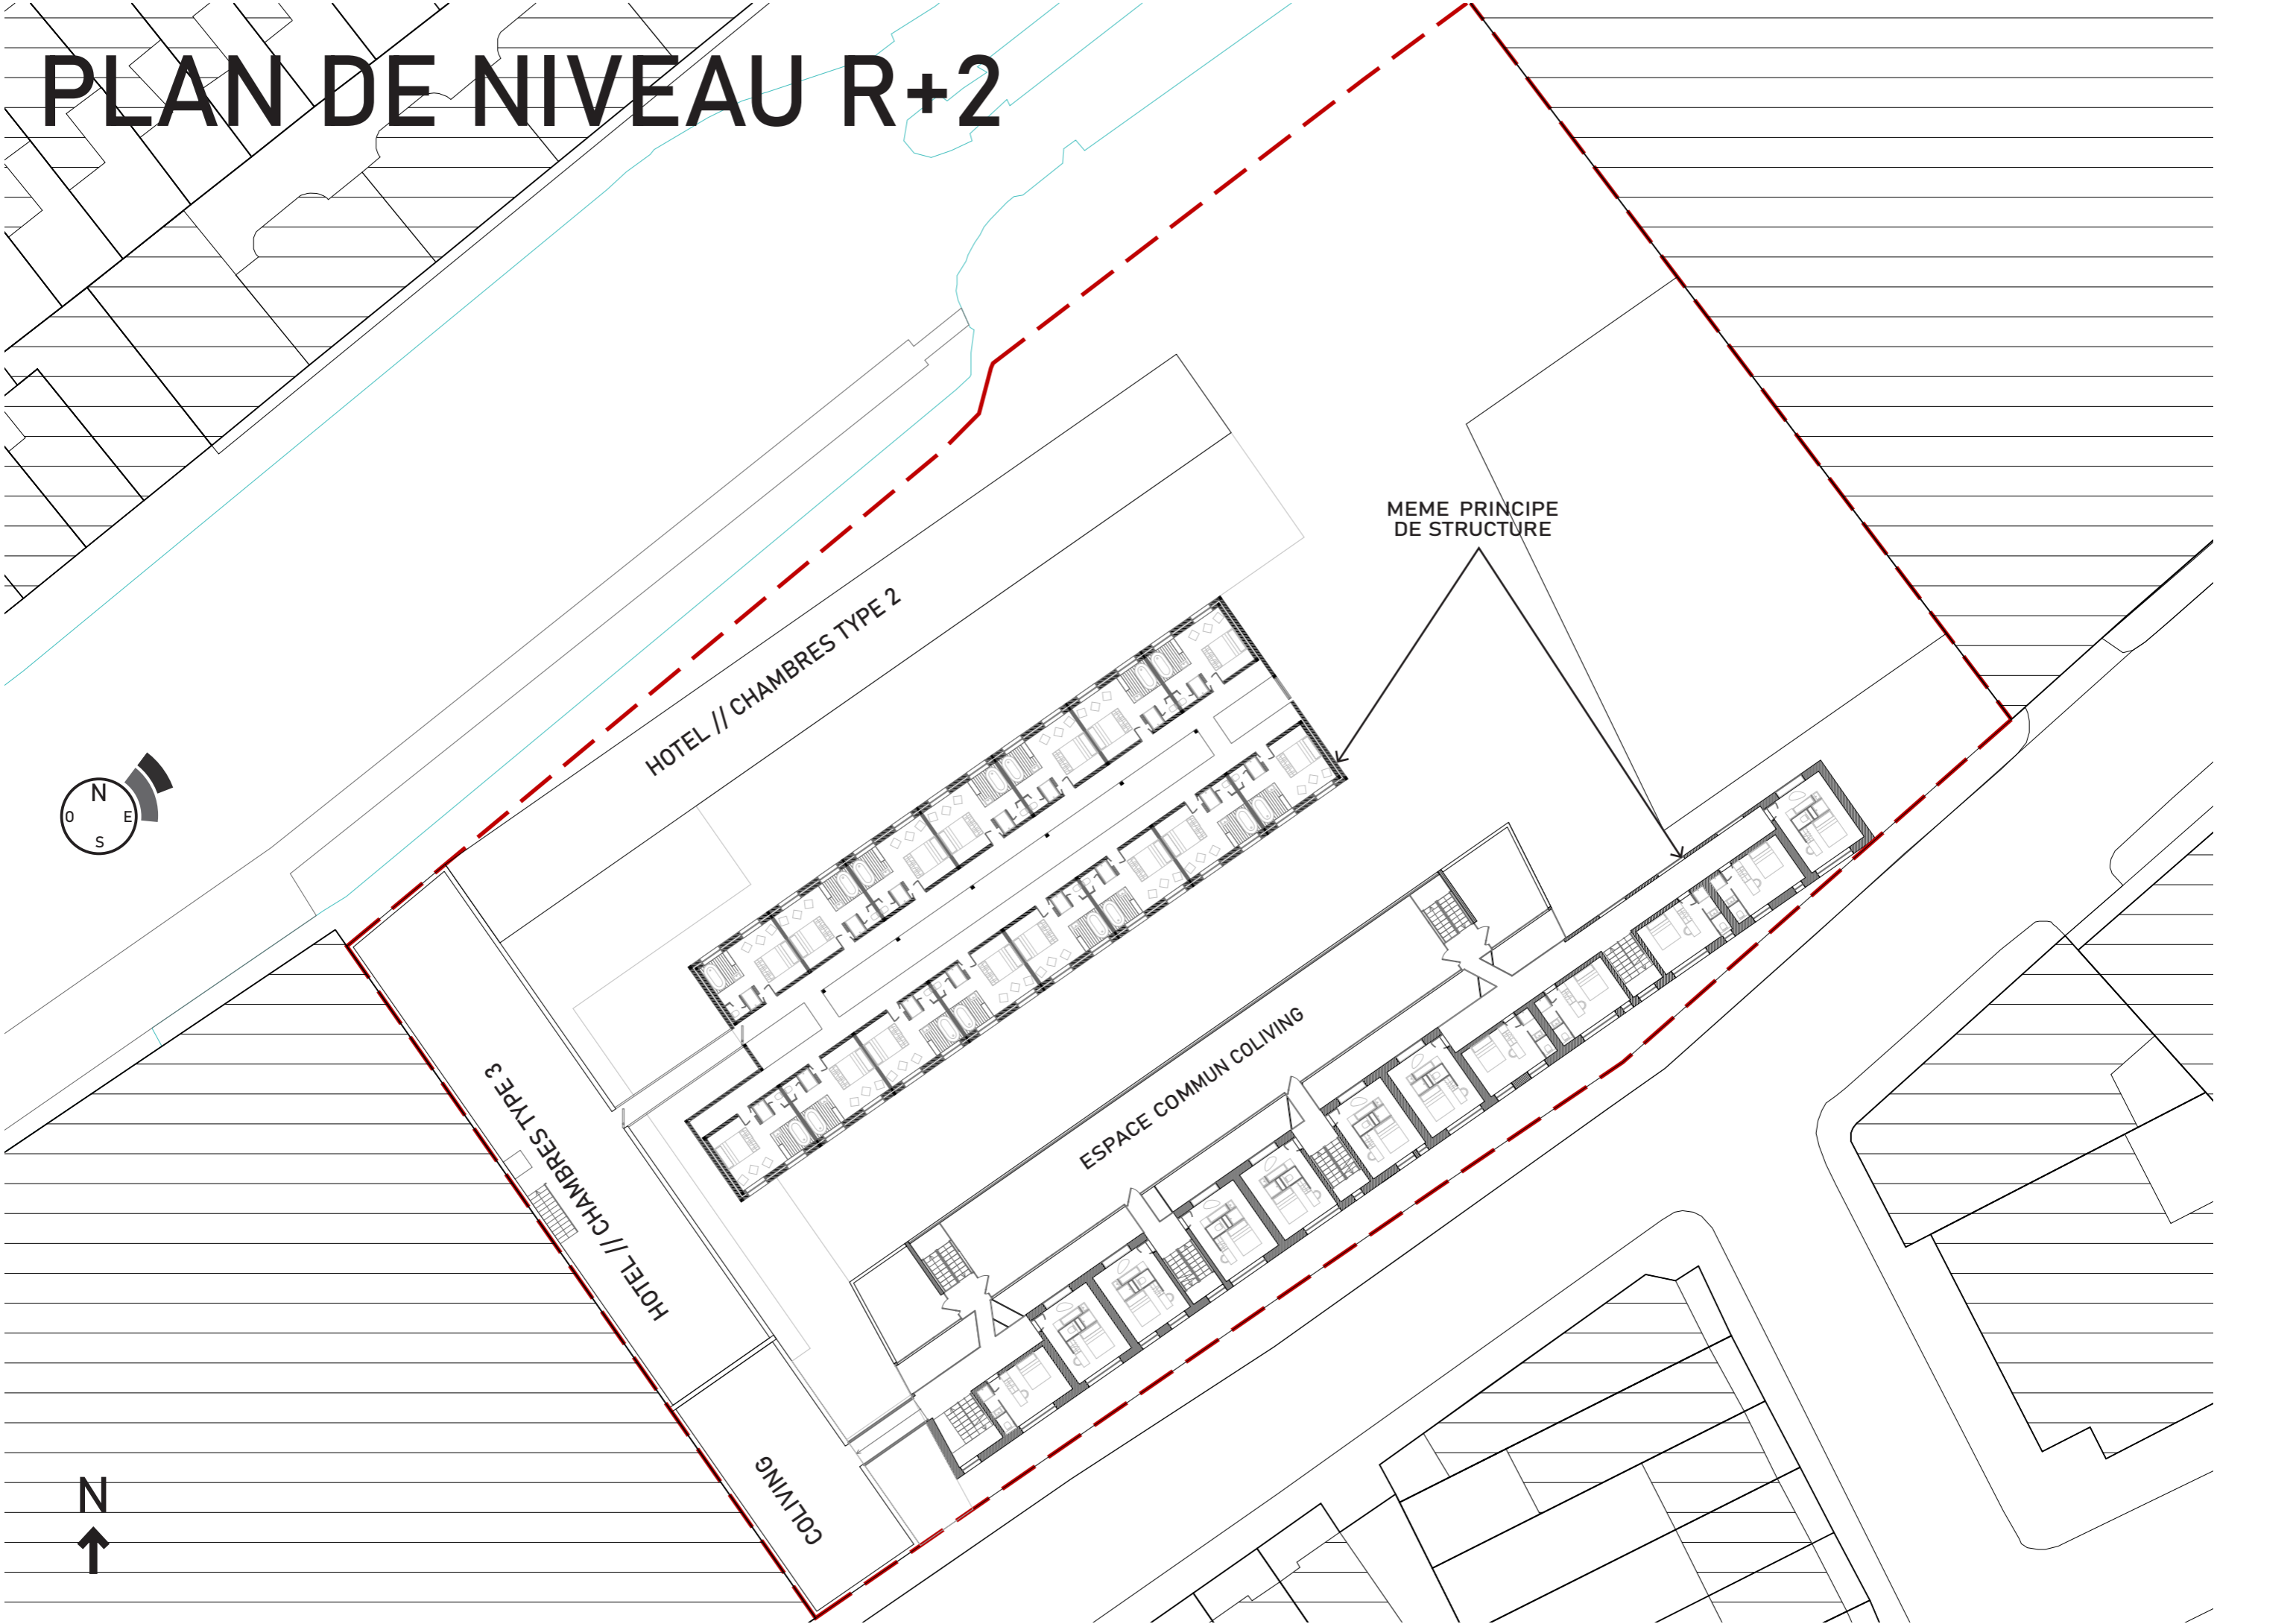 PLAN DE NIVEAU R+2
MEME PRINCIPE
DE STRUCTURE
HOTEL // CHAMBRES TYPE 2
N
O
E
S
ESPACE COMMUN COLIVING
HOTEL // CHAMBRES TYPE 3
COLIVING
N